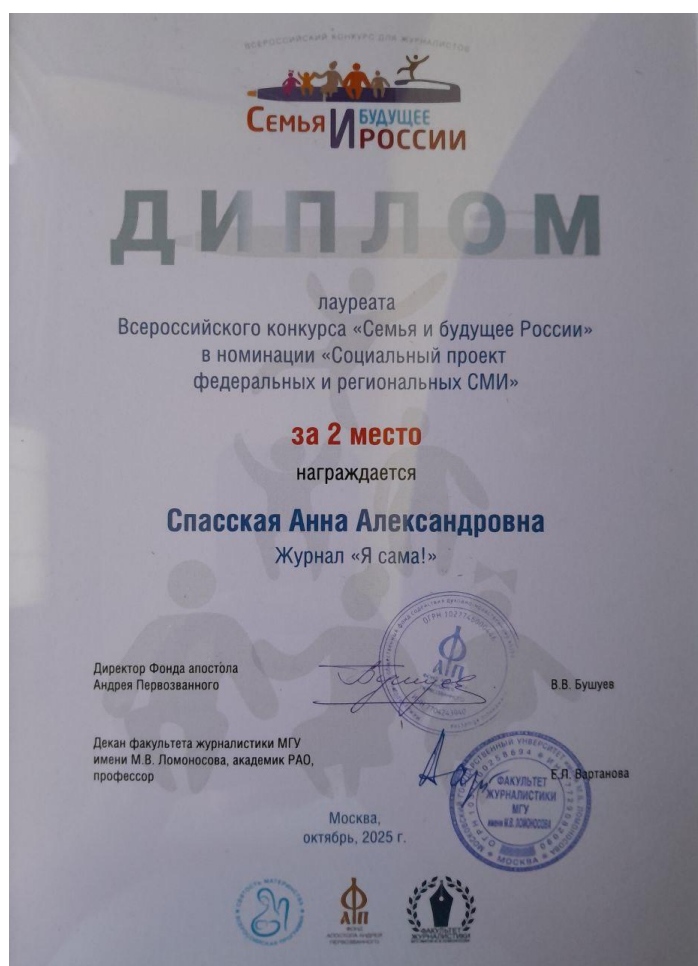 ВСЕРОССИЙСКИЙ КОНКУРС ДЛЯ ЖУРНАЛИСТОВ
СЕМЬЯ И БУДУЩЕЕ РОССИИ
ДИПЛОМ
лауреата
Всероссийского конкурса «Семья и будущее России»
в номинации «Социальный проект
федеральных и региональных СМИ»
за 2 место
награждается
Спасская Анна Александровна
Журнал «Я сама!»
Директор Фонда апостола
Андрея Первозванного
В.В. Бушуев
Декан факультета журналистики МГУ
имени М.В. Ломоносова, академик РАО,
профессор
Е.Л. Вартанова
ФАКУЛЬТЕТ
ЖУРНАЛИСТИКИ
МГУ
имени М.В. ЛОМОНОСОВА
МОСКВА
Москва,
октябрь, 2025 г.
ФАП
ФОНД
АПОСТОЛА АНДРЕЯ
ПЕРВОЗВАННОГО
ФАКУЛЬТЕТ
ЖУРНАЛИСТИКИ